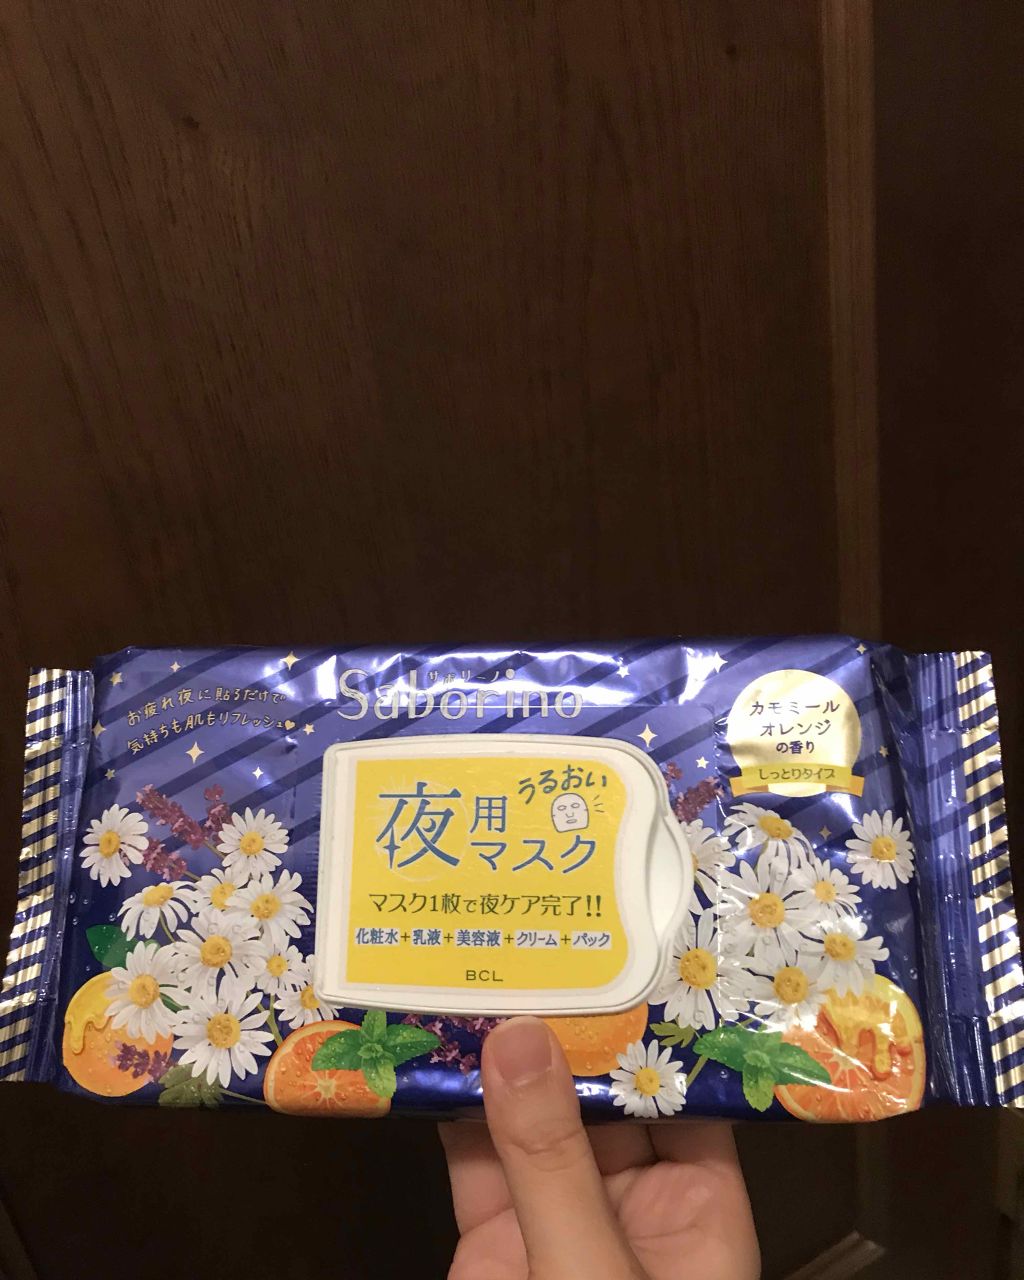 サボリーノ
Saborino
お疲れ夜に貼るだけで
気持ちも肌もリフレッシュ♥
カモミール
オレンジ
の香り
しっとりタイプ
うるおい
夜用
マスク
マスク1枚で夜ケア完了!!
化粧水+乳液+美容液+クリーム+パック
BCL